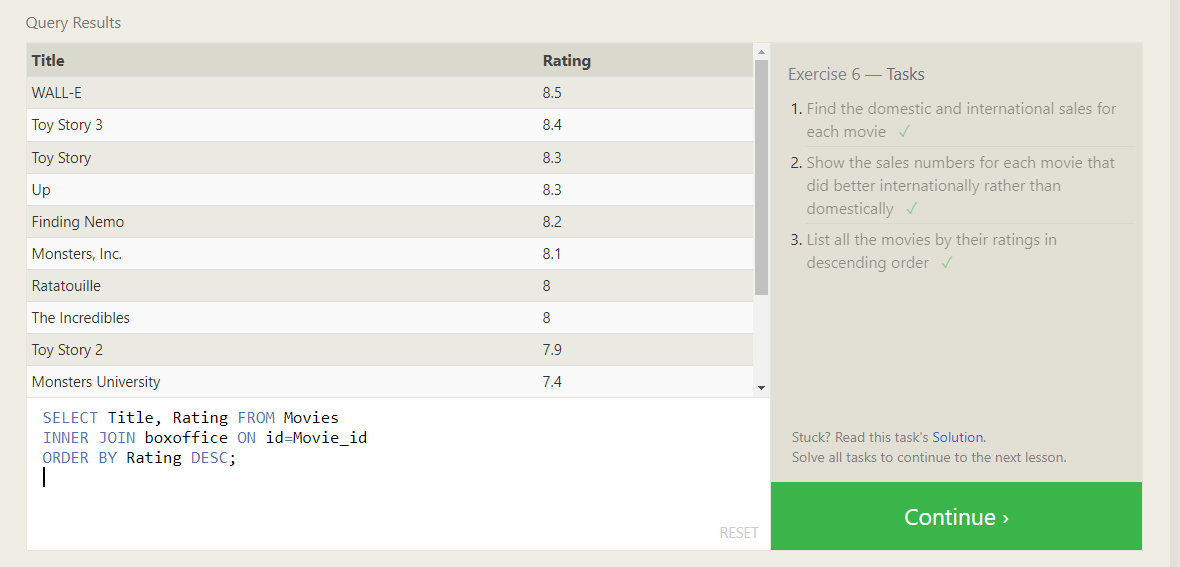 Query Results
Title Rating
WALL-E 8.5
Toy Story 3 8.4
Toy Story 8.3
Up 8.3
Finding Nemo 8.2
Monsters, Inc. 8.1
Ratatouille 8
The Incredibles 8
Toy Story 2 7.9
Monsters University 7.4
SELECT Title, Rating FROM Movies
INNER JOIN boxoffice ON id=Movie_id
ORDER BY Rating DESC;
RESET
Exercise 6 — Tasks
1. Find the domestic and international sales for
each movie ✓
2. Show the sales numbers for each movie that
did better internationally rather than
domestically ✓
3. List all the movies by their ratings in
descending order ✓
Stuck? Read this task's Solution.
Solve all tasks to continue to the next lesson.
Continue ›